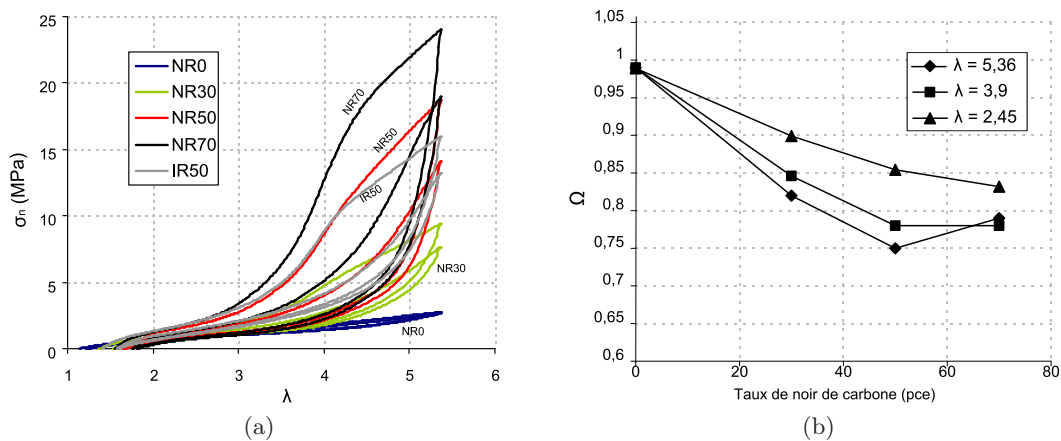 25
20
15
10
5
0
σn (MPa)
NR0
NR30
NR50
NR70
IR50
NR70
NR50
IR50
NR30
NR0
1 2 3 4 5 6
λ
(a)
1,05
1
0,95
0,9
0,85
0,8
0,75
0,7
0,65
0,6
Ω
λ = 5,36
λ = 3,9
λ = 2,45
0 20 40 60 80
Taux de noir de carbone (pce)
(b)